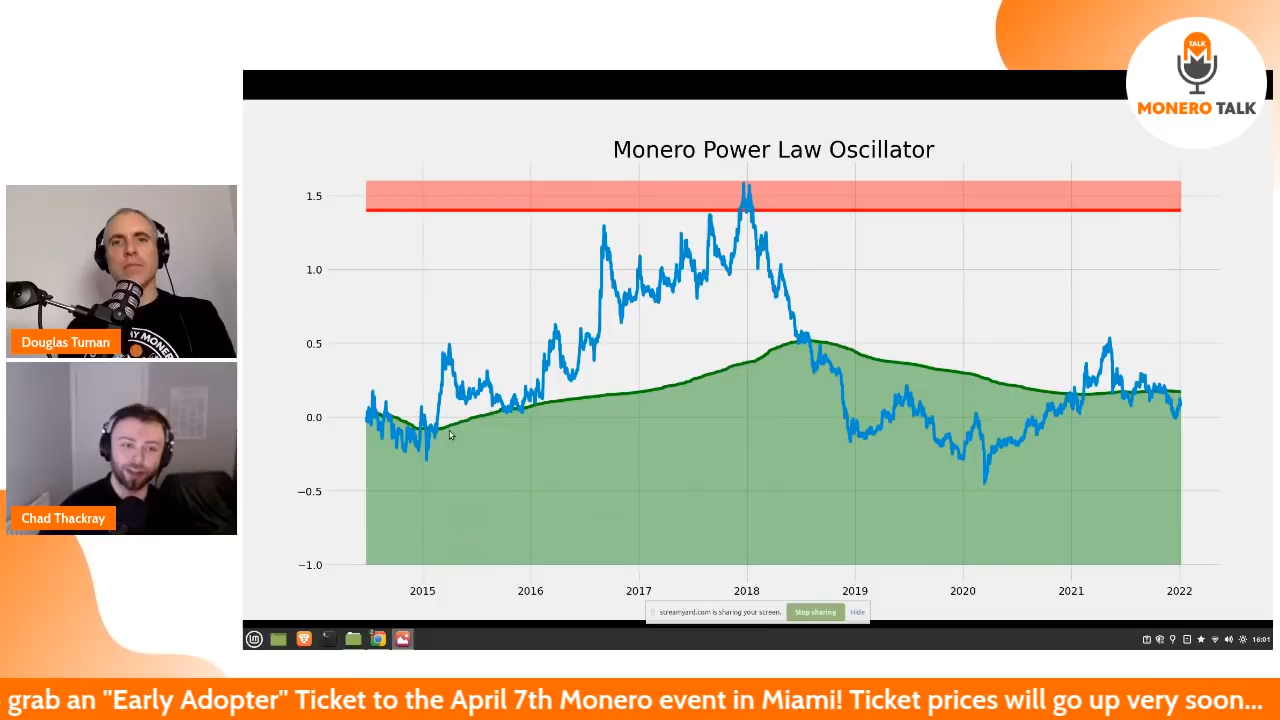 TALK
MONERO TALK
Monero Power Law Oscillator
1.5
1.0
0.5
0.0
−0.5
−1.0
2015
2016
2017
2018
2019
2020
2021
2022
Y MONER
Douglas Tuman
Chad Thackray
streamyard.com is sharing your screen.
Stop sharing
Hide
16:01
grab an "Early Adopter" Ticket to the April 7th Monero event in Miami! Ticket prices will go up very soon...